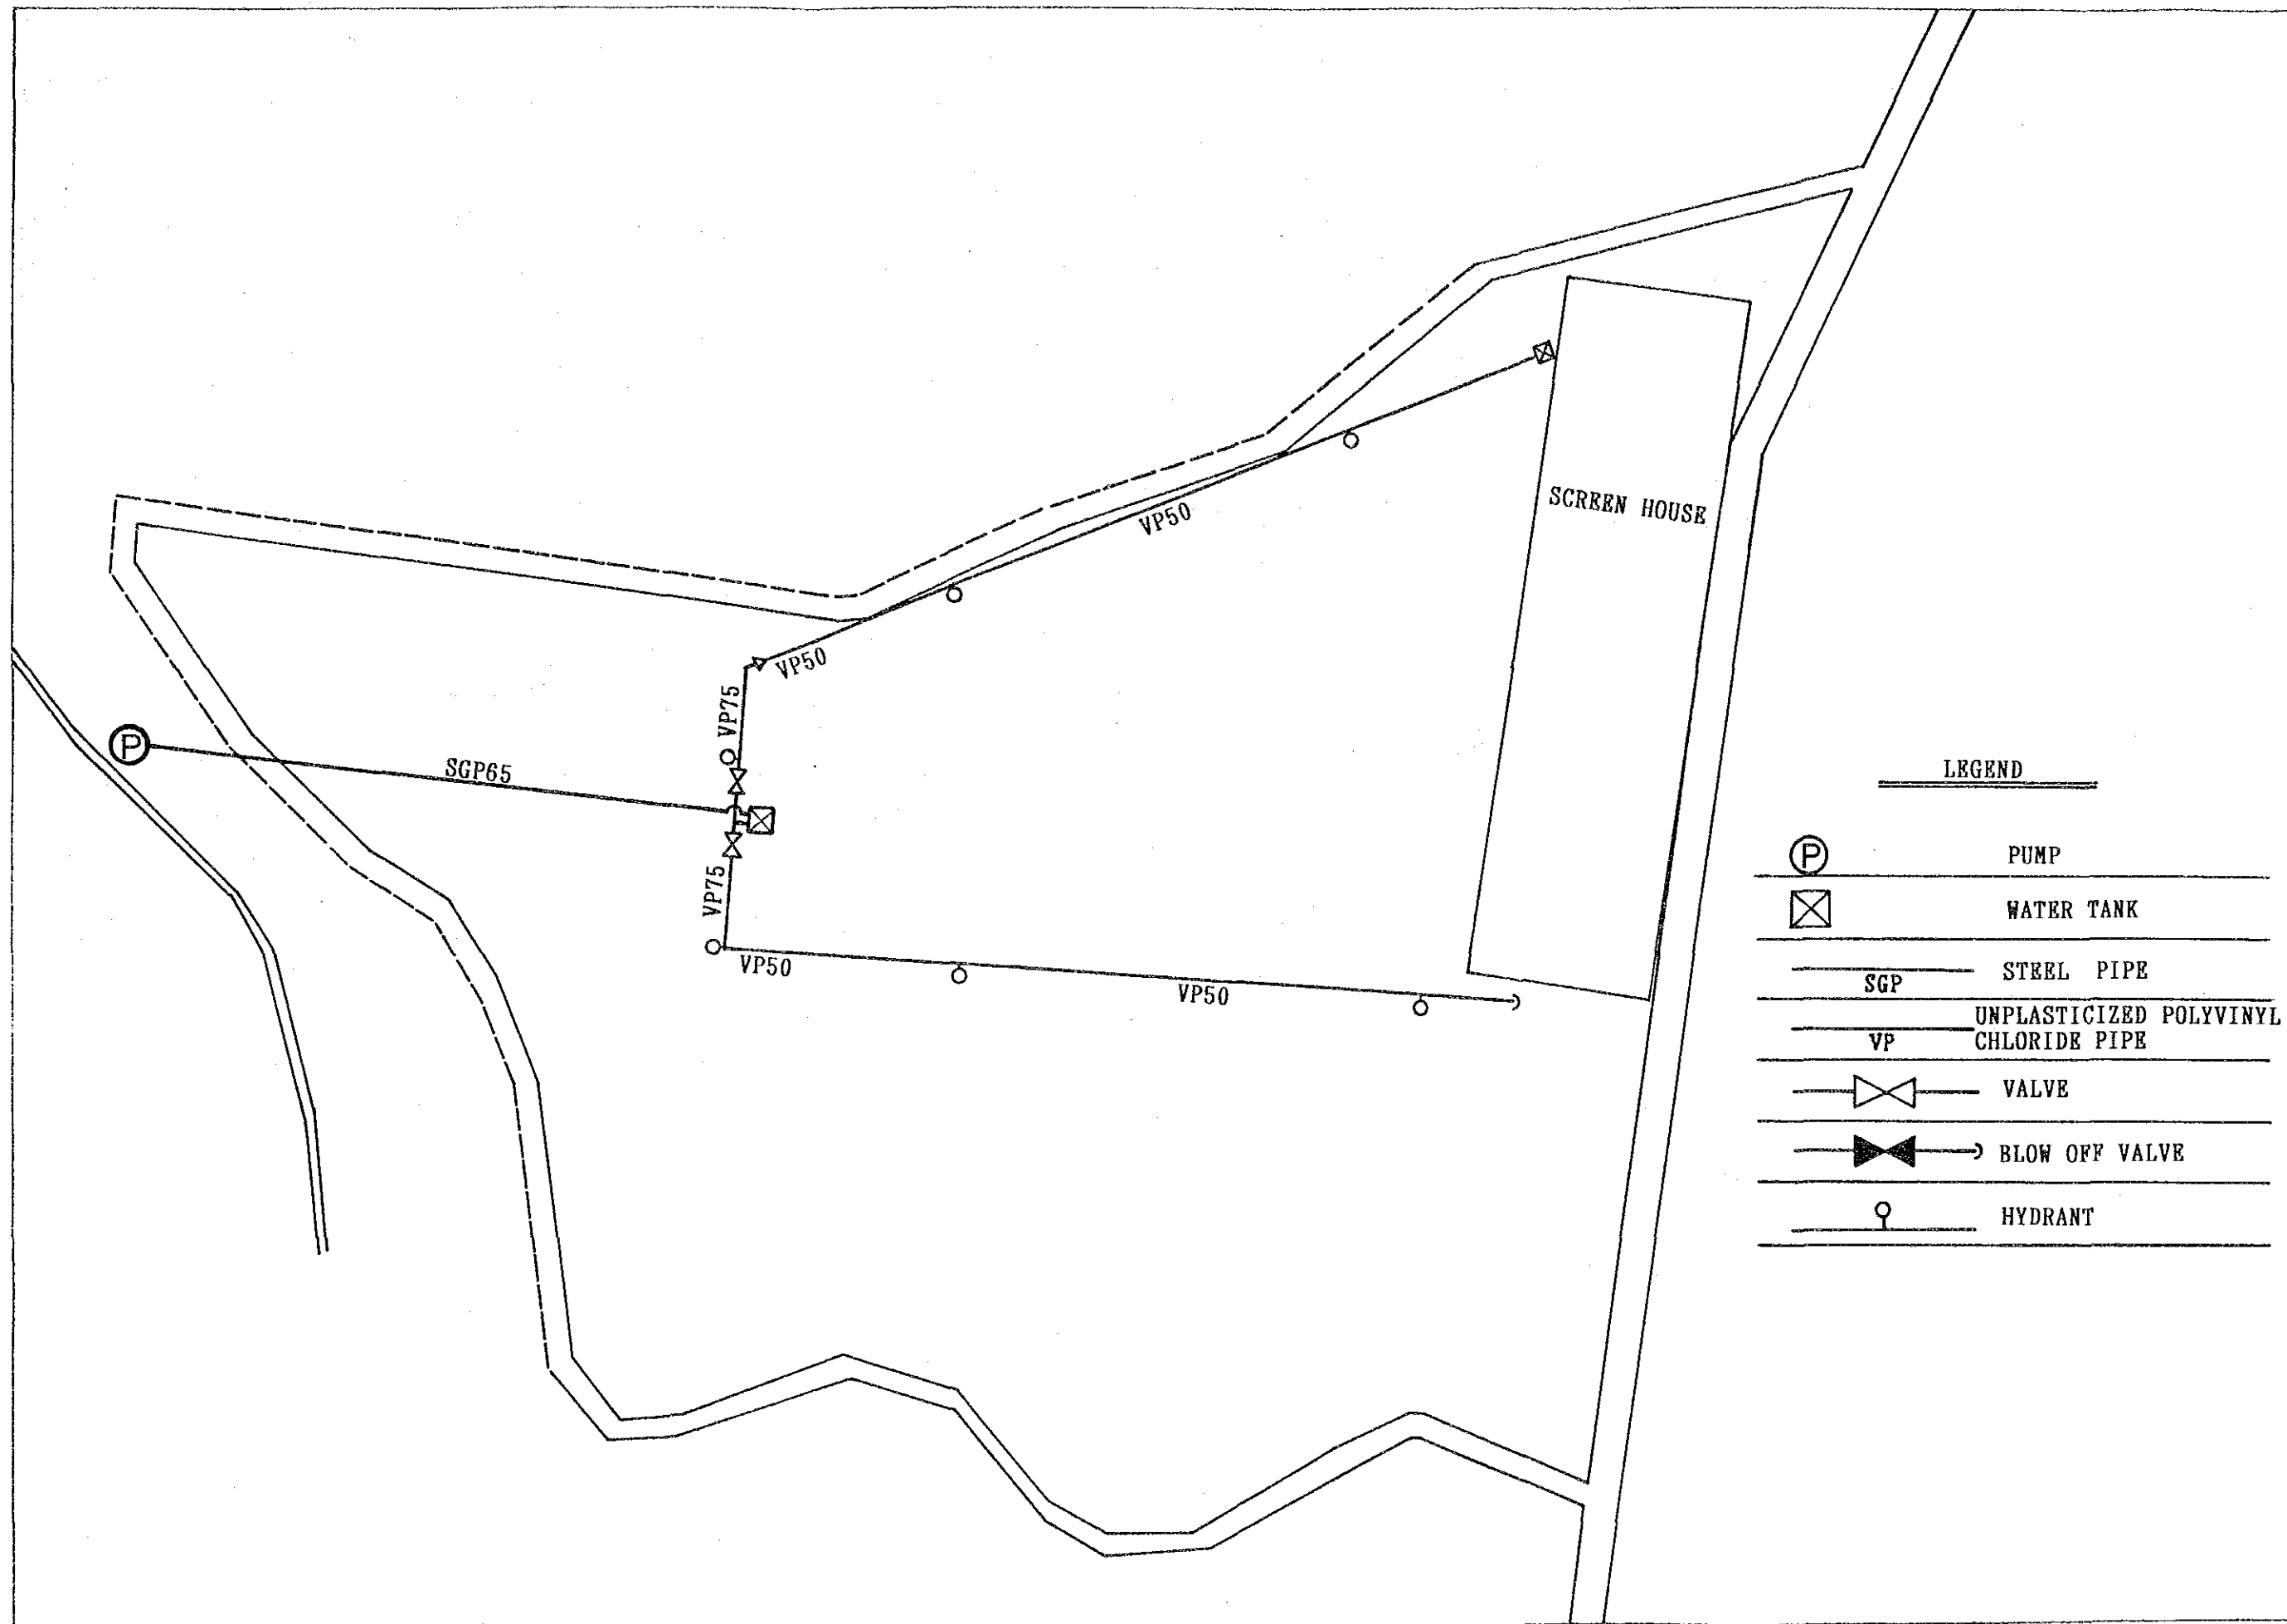 VP50
SCREEN HOUSE
VP50
VP75
SGP65
VP75
VP50
VP50
P
LEGEND
P PUMP
WATER TANK
SGP STEEL PIPE
VP UNPLASTICIZED POLYVINYL
CHLORIDE PIPE
VALVE
BLOW OFF VALVE
HYDRANT